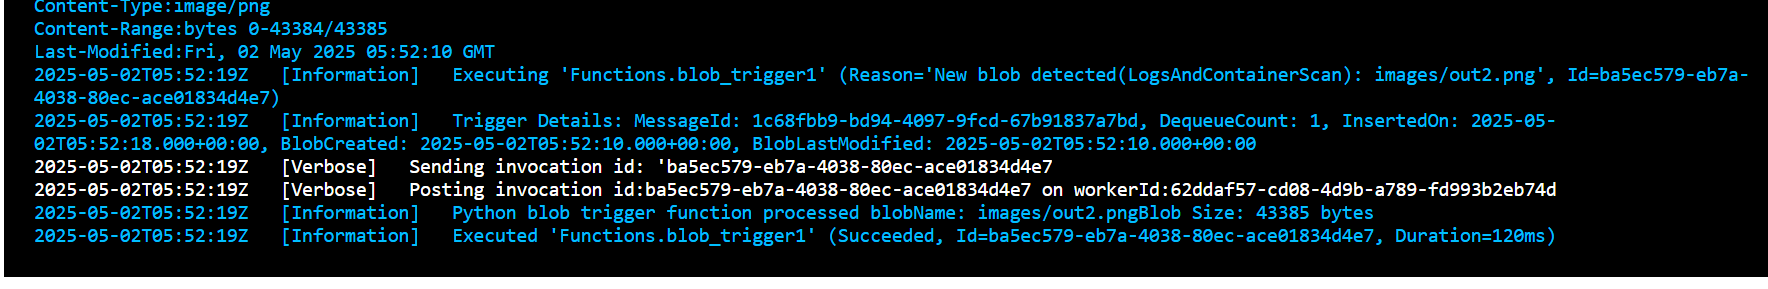 Content-Type:image/png
Content-Range:bytes 0-43384/43385
Last-Modified:Fri, 02 May 2025 05:52:10 GMT
2025-05-02T05:52:19Z   [Information]   Executing 'Functions.blob_trigger1' (Reason='New blob detected(LogsAndContainerScan): images/out2.png', Id=ba5ec579-eb7a-
4038-80ec-ace01834d4e7)
2025-05-02T05:52:19Z   [Information]   Trigger Details: MessageId: 1c68fbb9-bd94-4097-9fcd-67b91837a7bd, DequeueCount: 1, InsertedOn: 2025-05-
02T05:52:18.000+00:00, BlobCreated: 2025-05-02T05:52:10.000+00:00, BlobLastModified: 2025-05-02T05:52:10.000+00:00
2025-05-02T05:52:19Z   [Verbose]   Sending invocation id: 'ba5ec579-eb7a-4038-80ec-ace01834d4e7
2025-05-02T05:52:19Z   [Verbose]   Posting invocation id:ba5ec579-eb7a-4038-80ec-ace01834d4e7 on workerId:62ddaf57-cd08-4d9b-a789-fd993b2eb74d
2025-05-02T05:52:19Z   [Information]   Python blob trigger function processed blobName: images/out2.pngBlob Size: 43385 bytes
2025-05-02T05:52:19Z   [Information]   Executed 'Functions.blob_trigger1' (Succeeded, Id=ba5ec579-eb7a-4038-80ec-ace01834d4e7, Duration=120ms)